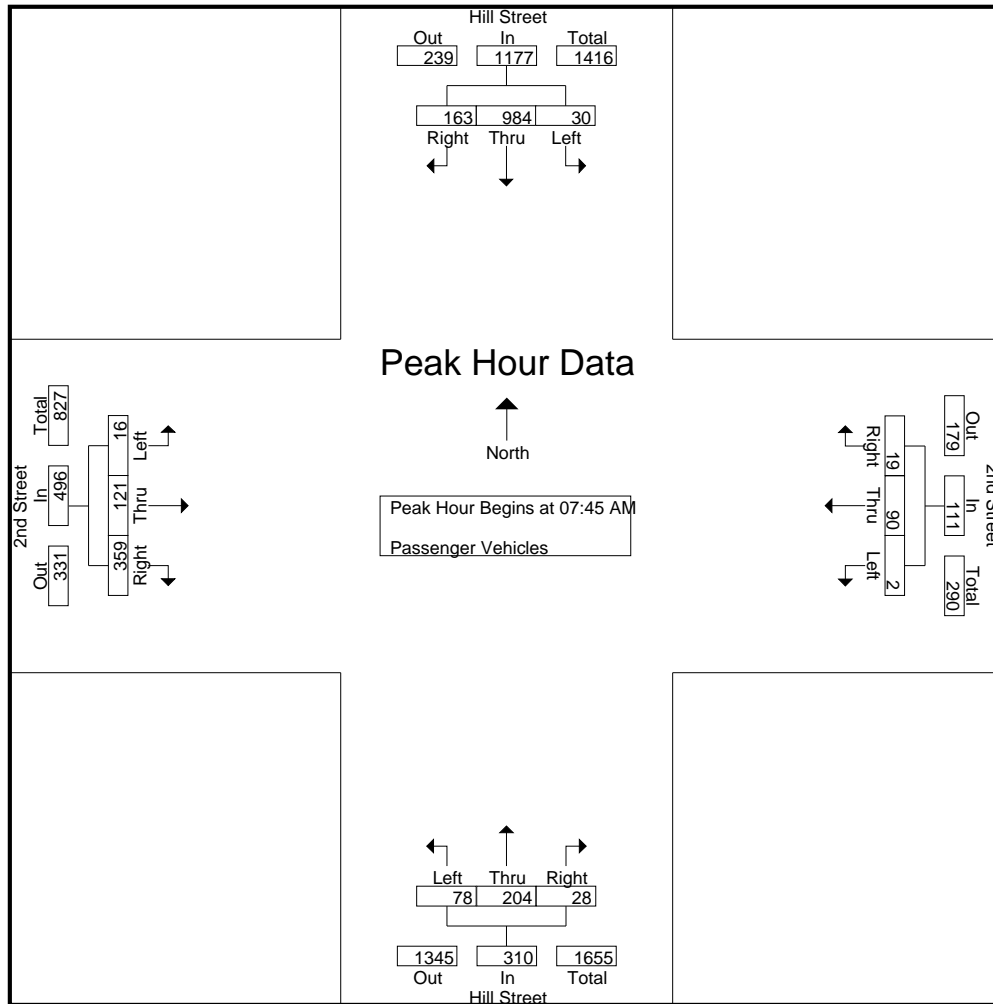 Hill Street
Out In Total
239 1177 1416
163 984 30
Right Thru Left
Peak Hour Data
North
Peak Hour Begins at 07:45 AM
Passenger Vehicles
2nd Street
Total In Out
827 496 331
16 121 359
Left Thru Right
2nd Street
Out In Total
179 111 290
Right Thru Left
19 90 2
Left Thru Right
78 204 28
1345 310 1655
Out In Total
Hill Street